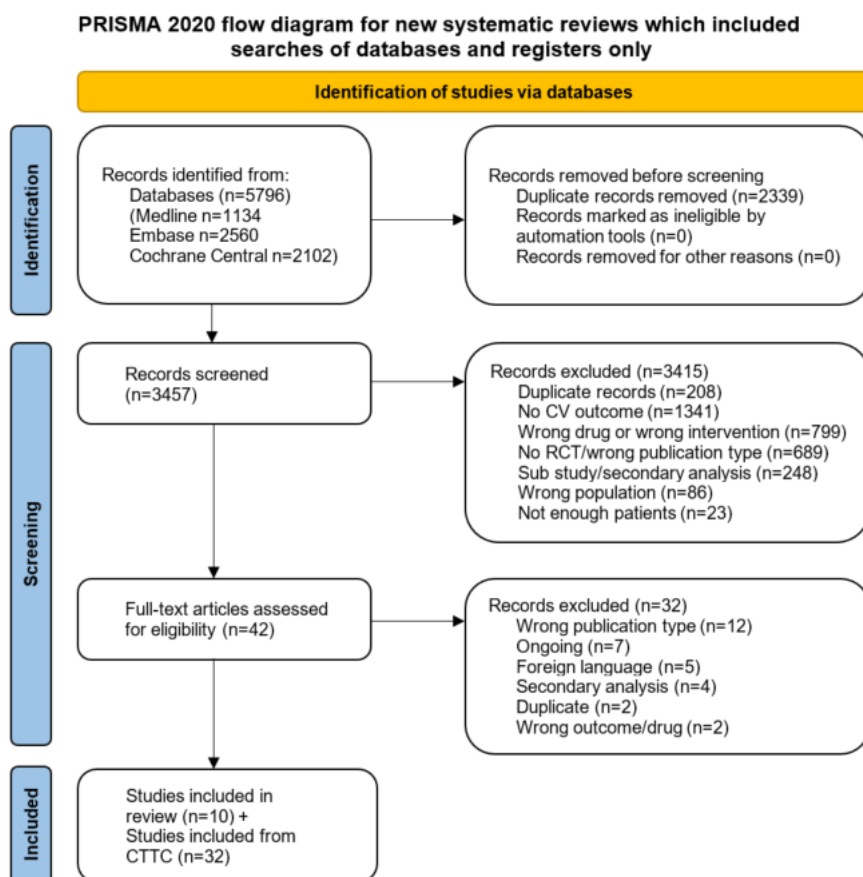 PRISMA 2020 flow diagram for new systematic reviews which included
searches of databases and registers only
Identification of studies via databases
Identification
Records identified from:
Databases (n=5796)
(Medline n=1134
Embase n=2560
Cochrane Central n=2102)
Records removed before screening
Duplicate records removed (n=2339)
Records marked as ineligible by
automation tools (n=0)
Records removed for other reasons (n=0)
Screening
Records screened
(n=3457)
Records excluded (n=3415)
Duplicate records (n=208)
No CV outcome (n=1341)
Wrong drug or wrong intervention (n=799)
No RCT/wrong publication type (n=689)
Sub study/secondary analysis (n=248)
Wrong population (n=86)
Not enough patients (n=23)
Full-text articles assessed
for eligibility (n=42)
Records excluded (n=32)
Wrong publication type (n=12)
Ongoing (n=7)
Foreign language (n=5)
Secondary analysis (n=4)
Duplicate (n=2)
Wrong outcome/drug (n=2)
Included
Studies included in
review (n=10) +
Studies included from
CTTC (n=32)